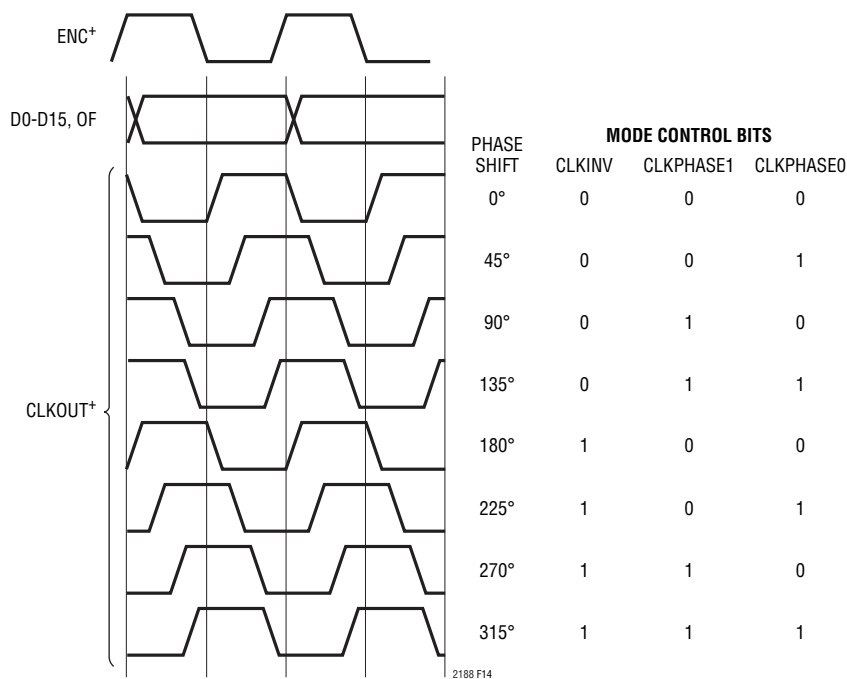 ENC+
D0-D15, OF
CLKOUT+
PHASE SHIFT
MODE CONTROL BITS
CLKINV CLKPHASE1 CLKPHASE0
0° 0 0 0
45° 0 0 1
90° 0 1 0
135° 0 1 1
180° 1 0 0
225° 1 0 1
270° 1 1 0
315° 1 1 1
2188 F14